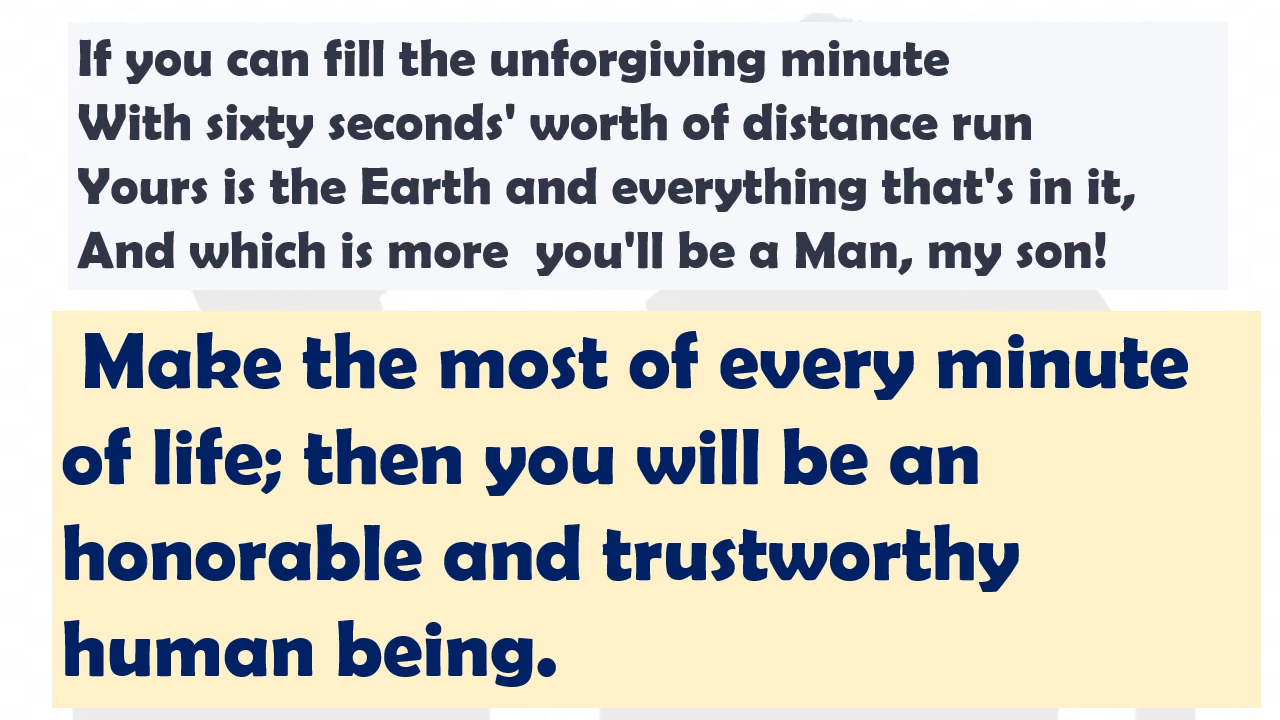 If you can fill the unforgiving minute
With sixty seconds' worth of distance run
Yours is the Earth and everything that's in it,
And which is more  you'll be a Man, my son!
Make the most of every minute
of life; then you will be an
honorable and trustworthy
human being.